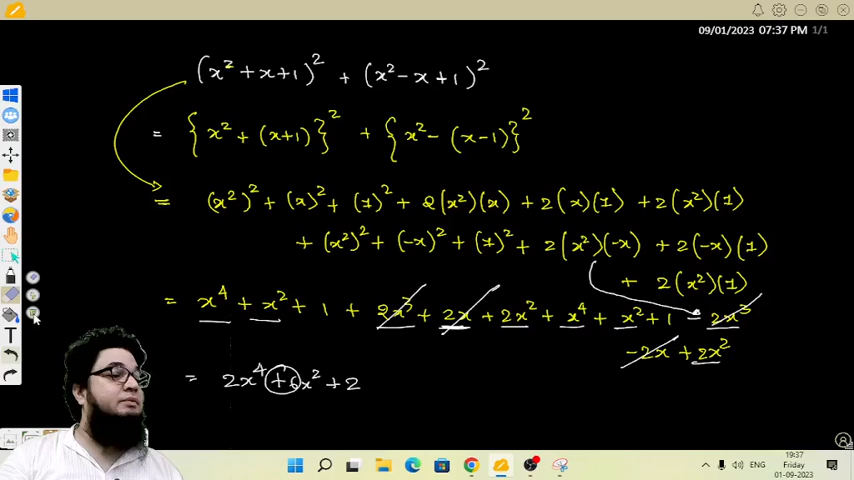 09/01/2023 07:37 PM 1/1
(x² + x + 1)² + (x² - x + 1)²
= {x² + (x+1)}² + {x² - (x-1)}²
= (x²)² + (x)² + (1)² + 2(x²)(x) + 2(x)(1) + 2(x²)(1)
+ (x²)² + (-x)² + (1)² + 2(x²)(-x) + 2(-x)(1)
+ 2(x²)(1)
= x⁴ + x² + 1 + 2x³ + 2x + 2x² + x⁴ + x² + 1 - 2x³
- 2x + 2x²
= 2x⁴ + 6x² + 2
T
ENG
19:37
Friday
01-09-2023